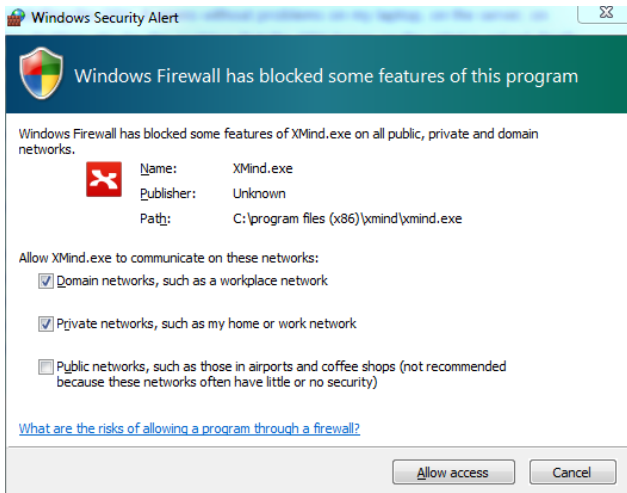 Windows Security Alert
Windows Firewall has blocked some features of this program
Windows Firewall has blocked some features of XMind.exe on all public, private and domain
networks.
Name: XMind.exe
Publisher: Unknown
Path: C:\program files (x86)\xmind\xmind.exe
Allow XMind.exe to communicate on these networks:
Domain networks, such as a workplace network
Private networks, such as my home or work network
Public networks, such as those in airports and coffee shops (not recommended
because these networks often have little or no security)
What are the risks of allowing a program through a firewall?
Allow access Cancel